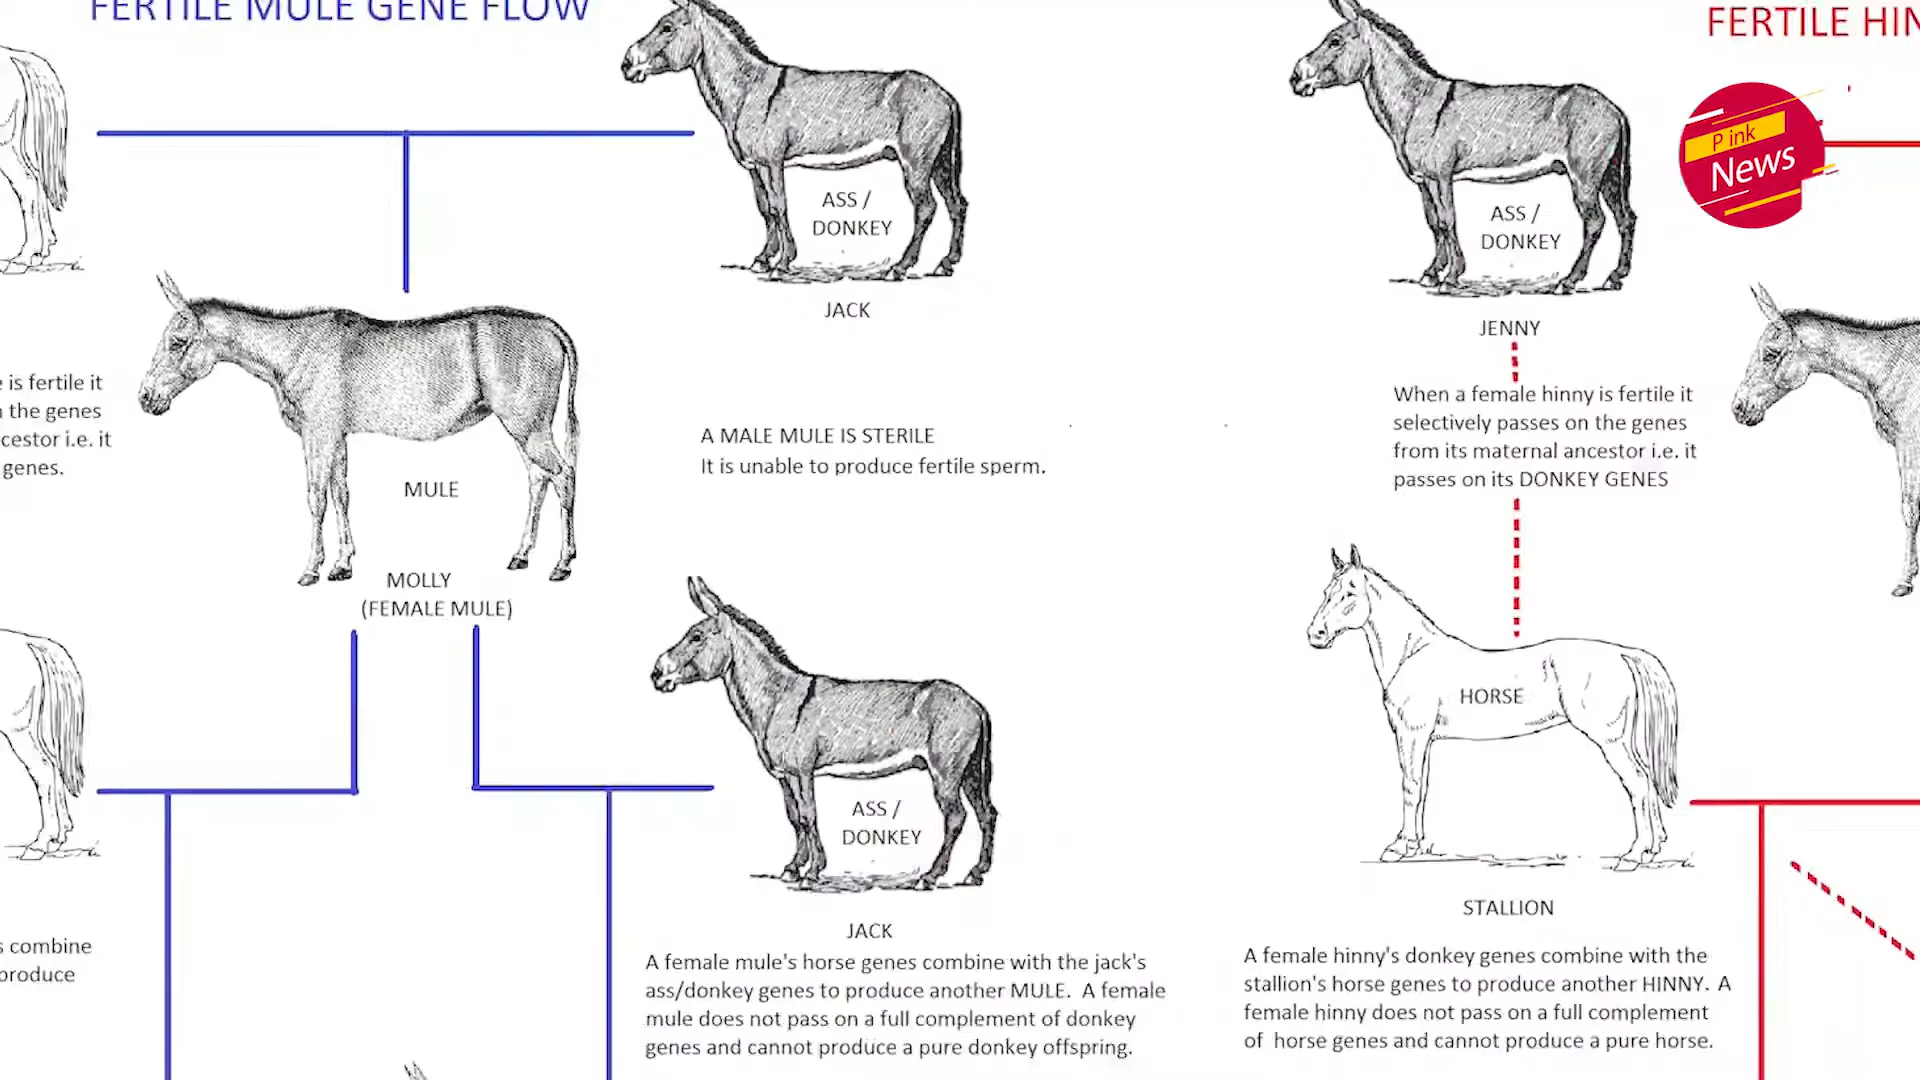 FERTILE MULE GENE FLOW
FERTILE HIN
P ink
News
ASS /
DONKEY
JACK
ASS /
DONKEY
JENNY
is fertile it
the genes
cestor i.e. it
genes.
MULE
MOLLY
(FEMALE MULE)
A MALE MULE IS STERILE
It is unable to produce fertile sperm.
When a female hinny is fertile it
selectively passes on the genes
from its maternal ancestor i.e. it
passes on its DONKEY GENES
HORSE
STALLION
ASS /
DONKEY
JACK
s combine
produce
A female mule's horse genes combine with the jack's
ass/donkey genes to produce another MULE. A female
mule does not pass on a full complement of donkey
genes and cannot produce a pure donkey offspring.
A female hinny's donkey genes combine with the
stallion's horse genes to produce another HINNY. A
female hinny does not pass on a full complement
of horse genes and cannot produce a pure horse.